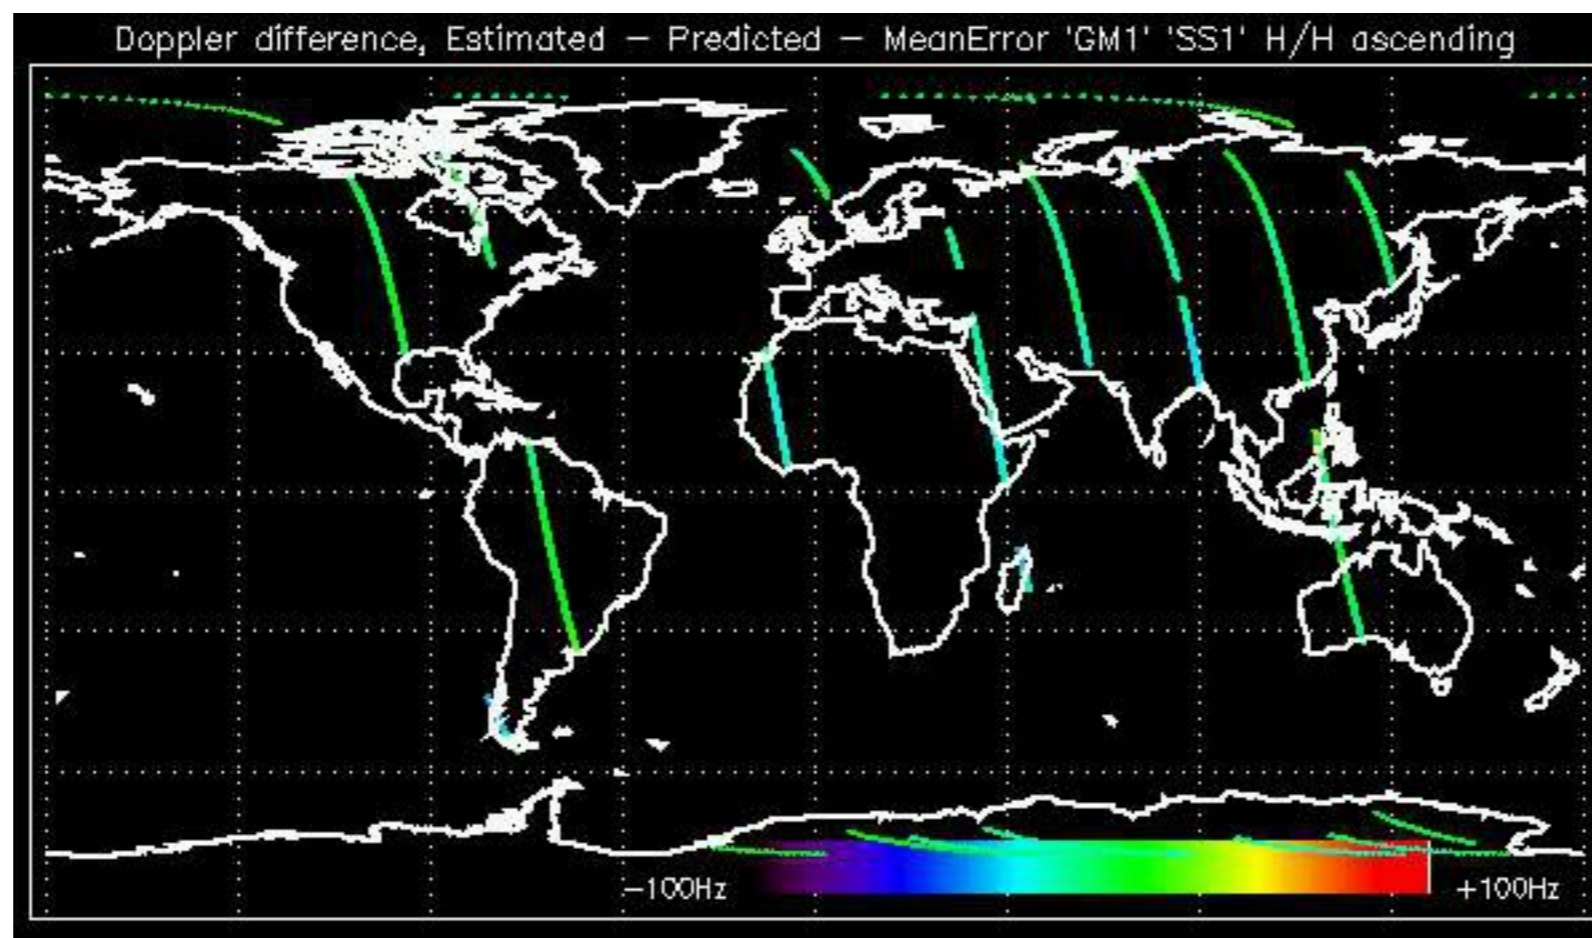 Doppler difference, Estimated − Predicted − MeanError 'GM1' 'SS1' H/H ascending
−100Hz
+100Hz